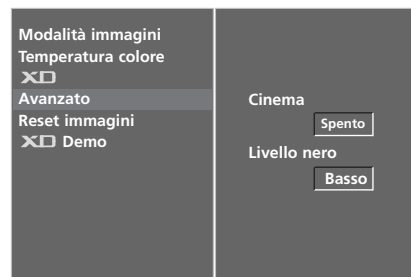 Modalità immagini
Temperatura colore
XD
Avanzato
Reset immagini
XD Demo
Cinema
Spento
Livello nero
Basso